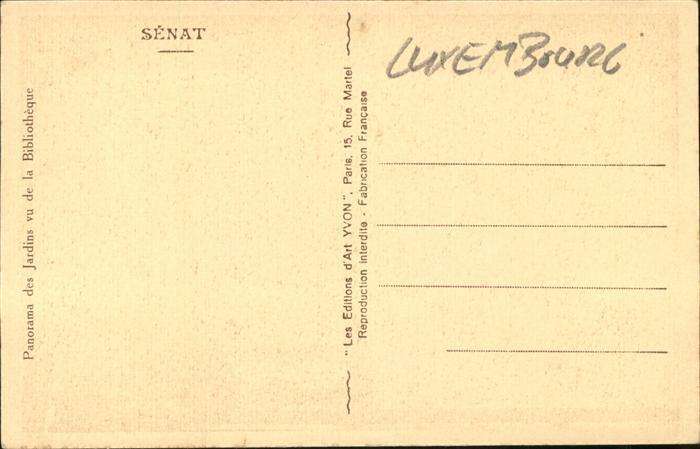 SÉNAT
Panorama des Jardins vu de la Bibliothèque
"Les Editions d'Art YVON", Paris, 15, Rue Martel
Reproduction interdite - Fabrication Française
LUXEMBOURG